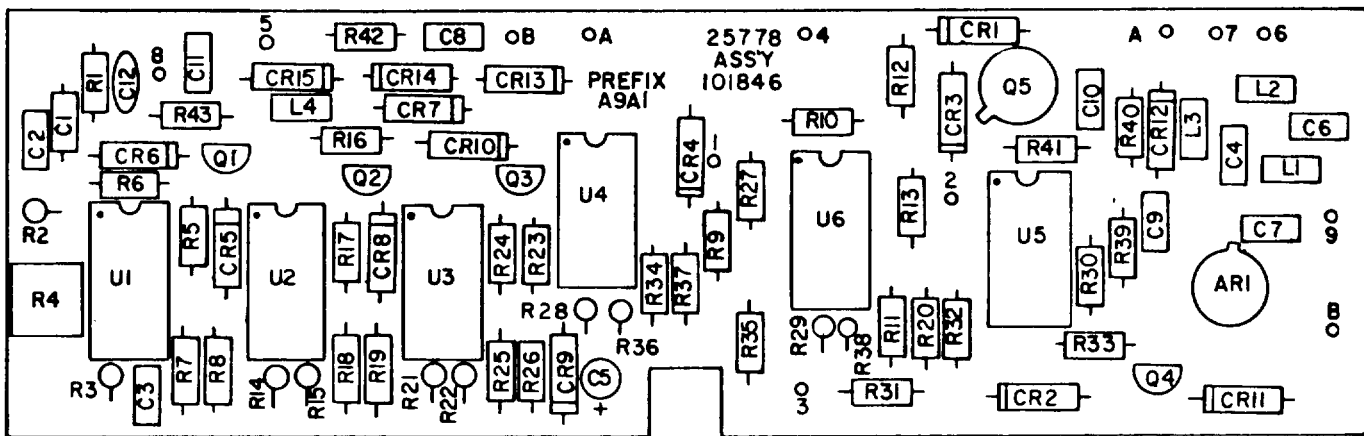 5
R42
C8
B
A
25778
ASS'Y
101846
4
CR1
A
7
6
8
C11
C12
R1
CR15
CR14
CR13
PREFIX
A9A1
R12
Q5
L2
L4
CR7
CR3
C10
R40
CR12
L3
C6
C1
C2
R43
R16
CR10
CR4
1
R10
R41
C4
L1
CR6
Q1
Q2
Q3
U4
R27
U6
R13
2
R6
R2
R5
CR5
R17
CR8
R24
R23
R9
U5
R39
C9
C7
9
R4
U1
U2
U3
R34
R37
R30
AR1
R28
R36
R35
R29
R38
R11
R20
R32
R33
B
R3
C3
R7
R8
R14
R15
R18
R19
R21
R22
R25
R26
CR9
C5
+
3
R31
CR2
Q4
CR11